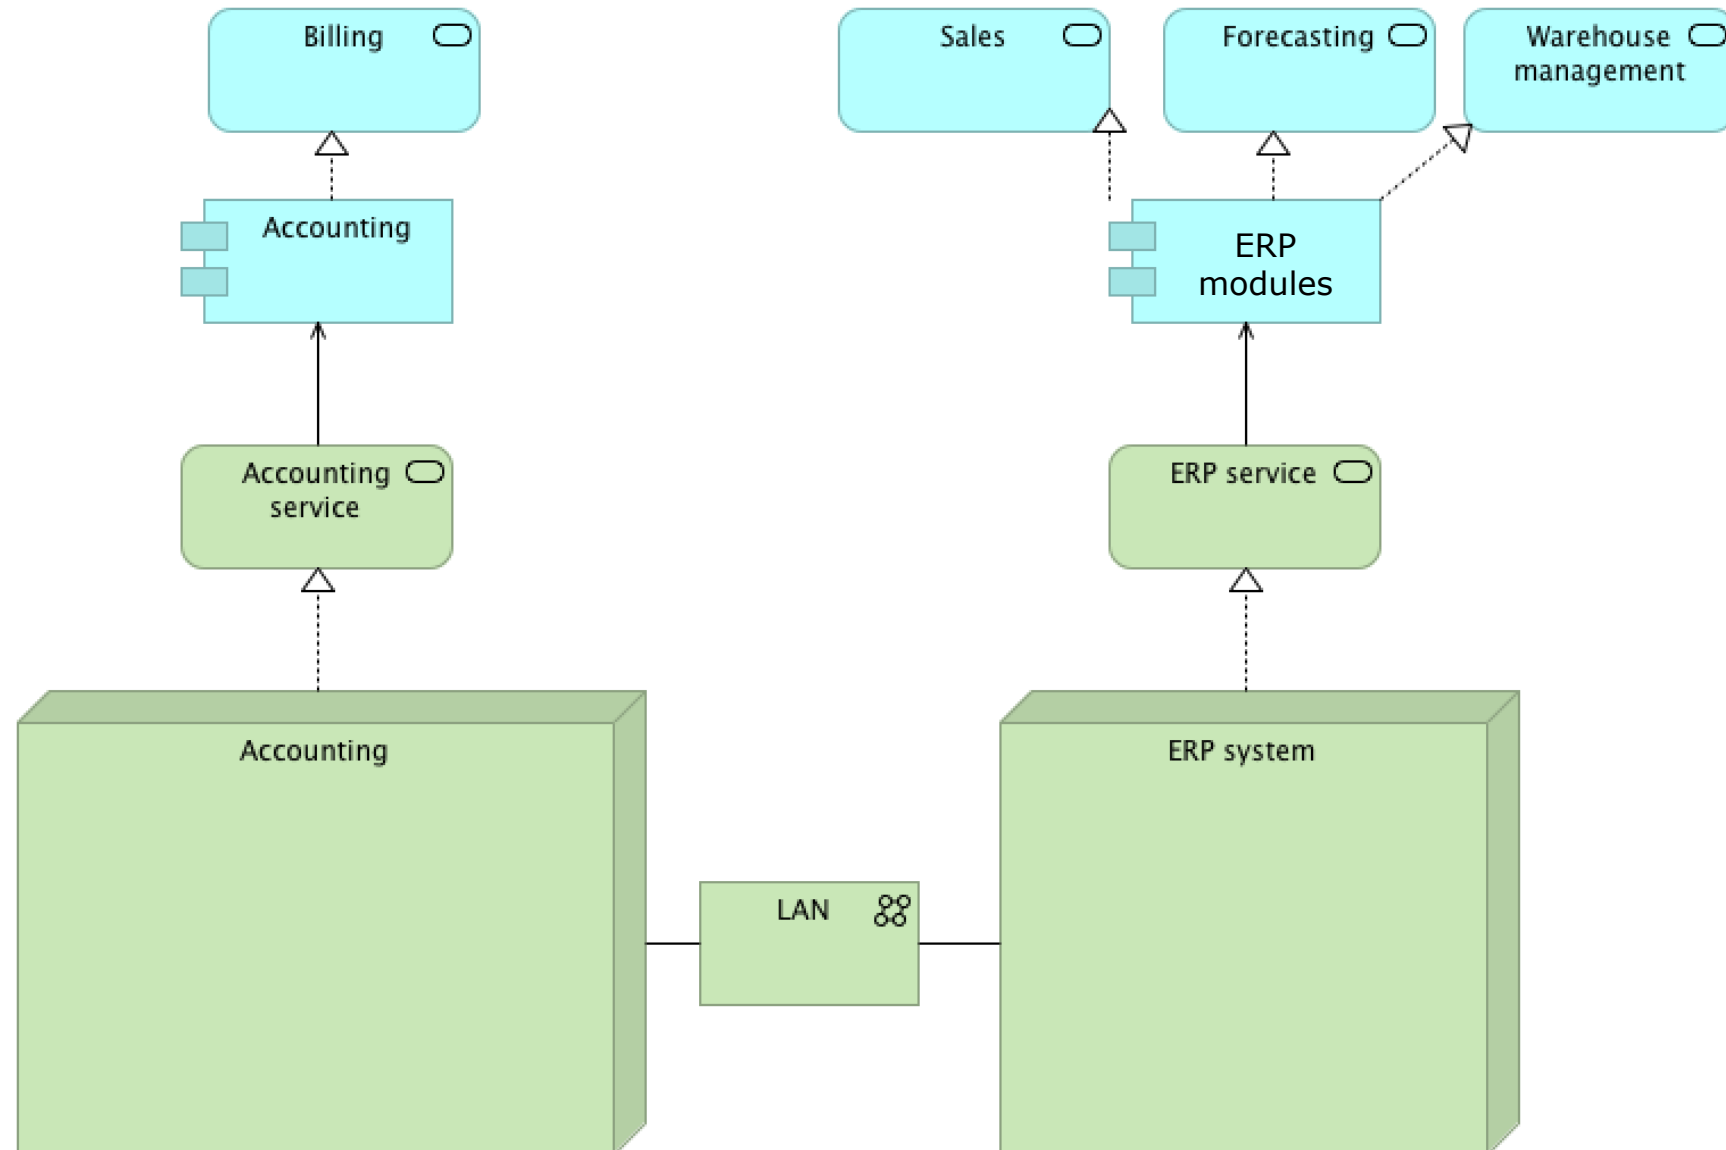 Billing
Sales
Forecasting
Warehouse
management
Accounting
ERP
modules
Accounting
service
ERP service
Accounting
ERP system
LAN